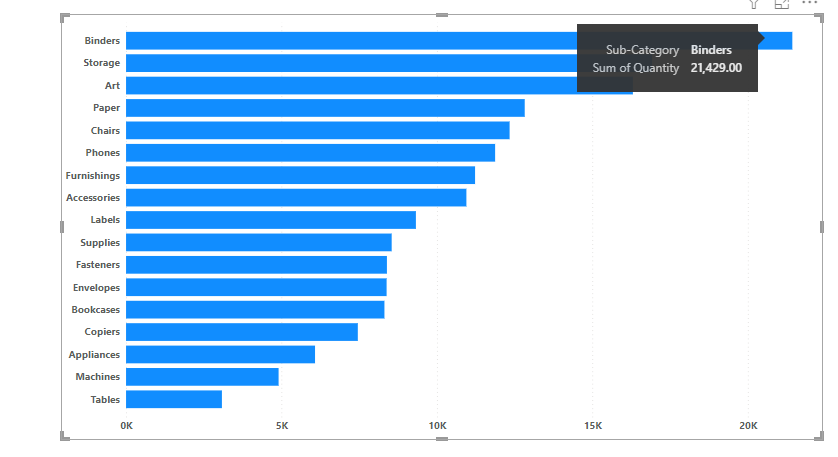 Binders
Sub-Category Binders
Storage
Sum of Quantity 21,429.00
Art
Paper
Chairs
Phones
Furnishings
Accessories
Labels
Supplies
Fasteners
Envelopes
Bookcases
Copiers
Appliances
Machines
Tables
0K 5K 10K 15K 20K